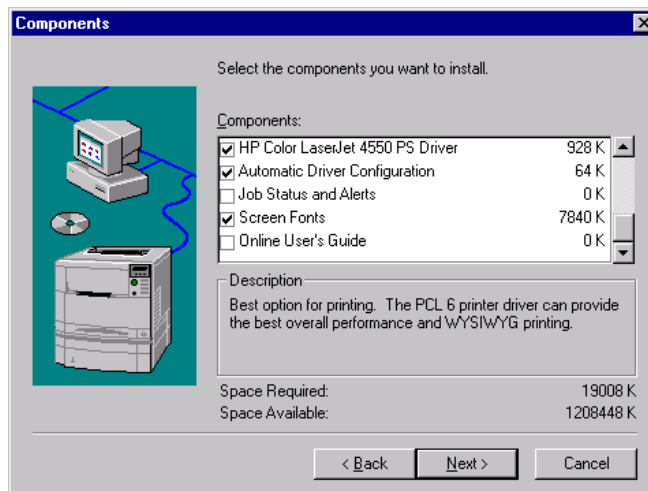 Components
Select the components you want to install.
Components:
HP Color LaserJet 4550 PS Driver 928 K
Automatic Driver Configuration 64 K
Job Status and Alerts 0 K
Screen Fonts 7840 K
Online User's Guide 0 K
Description
Best option for printing. The PCL 6 printer driver can provide
the best overall performance and WYSIWYG printing.
Space Required: 19008 K
Space Available: 1208448 K
< Back Next > Cancel